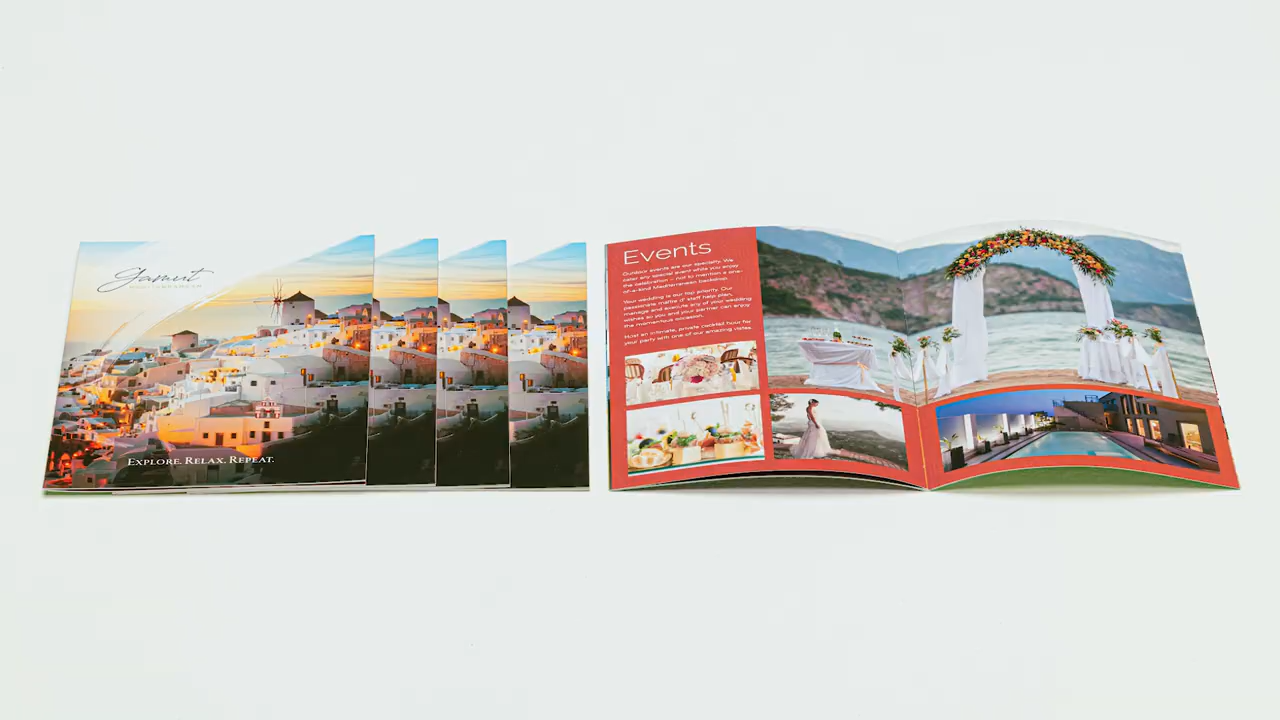 gamut
EXPLORE. RELAX. REPEAT.
Events
Outdoor events are our specialty. We
cater any special event while you enjoy
the celebration – not to mention a one-
of-a-kind Mediterranean backdrop.
Your wedding is our top priority. Our
passionate maître d' staff help plan,
manage and execute any of your wedding
wishes so you and your partner can enjoy
the momentous occasion.
Host an intimate, private cocktail hour for
your party with one of our amazing vistas.